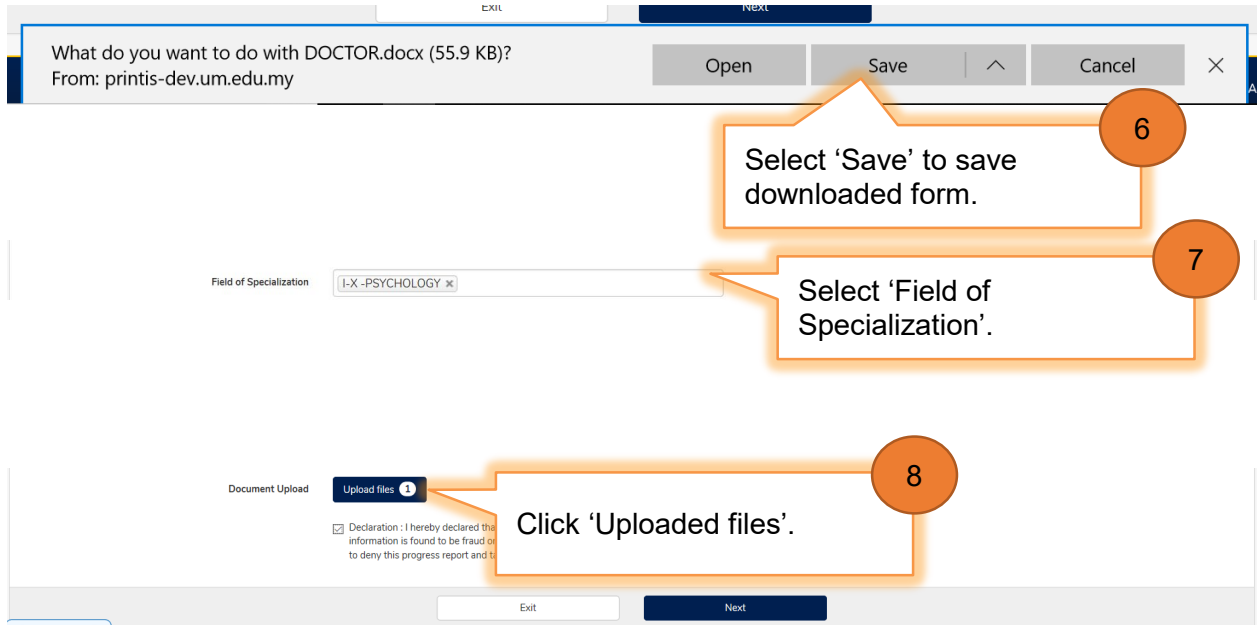 Exit Next
What do you want to do with DOCTOR.docx (55.9 KB)?
From: printis-dev.um.edu.my
Open Save Cancel
A
6
Select ‘Save’ to save
downloaded form.
7
Field of Specialization I-X -PSYCHOLOGY ×
Select ‘Field of
Specialization’.
8
Document Upload Upload files 1
Click ‘Uploaded files’.
Declaration : I hereby declared
information is found to be fraud
to deny this progress report and
Exit Next